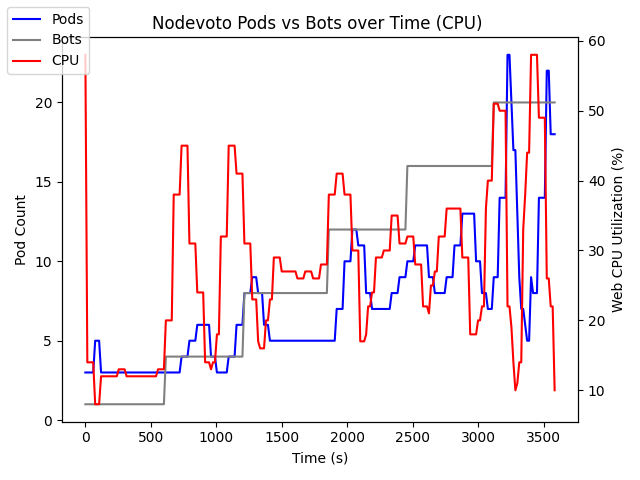 Nodevoto Pods vs Bots over Time (CPU)
Pods
Bots
CPU
Pod Count
0
5
10
15
20
Web CPU Utilization (%)
10
20
30
40
50
60
0
500
1000
1500
2000
2500
3000
3500
Time (s)